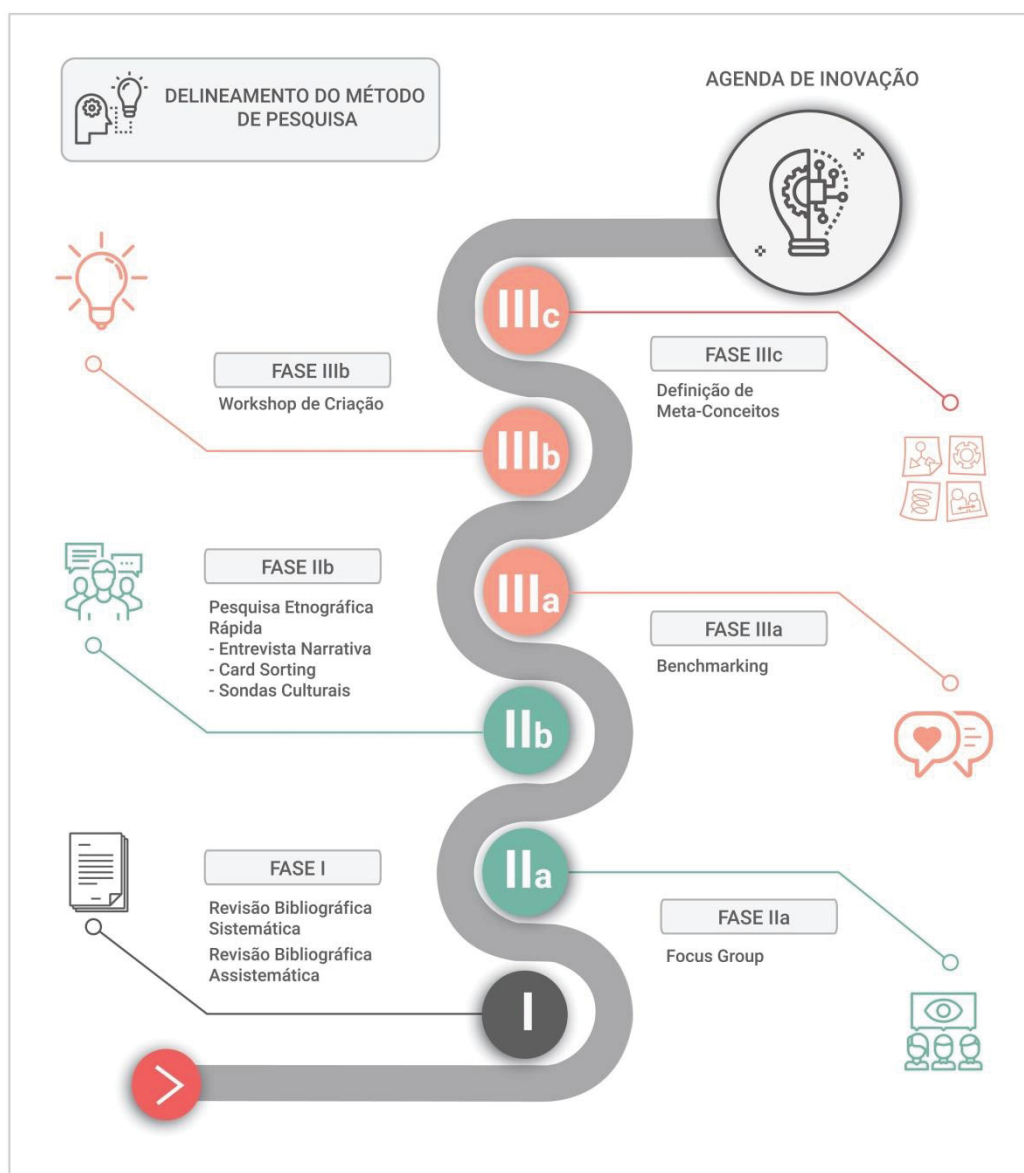 DELINEAMENTO DO MÉTODO
DE PESQUISA
AGENDA DE INOVAÇÃO
IIIc
FASE IIIc
Definição de
Meta-Conceitos
FASE IIIb
Workshop de Criação
IIIb
FASE IIb
Pesquisa Etnográfica
Rápida
- Entrevista Narrativa
- Card Sorting
- Sondas Culturais
IIIa
FASE IIIa
Benchmarking
IIb
FASE I
Revisão Bibliográfica
Sistemática
Revisão Bibliográfica
Assistemática
IIa
FASE IIa
Focus Group
I